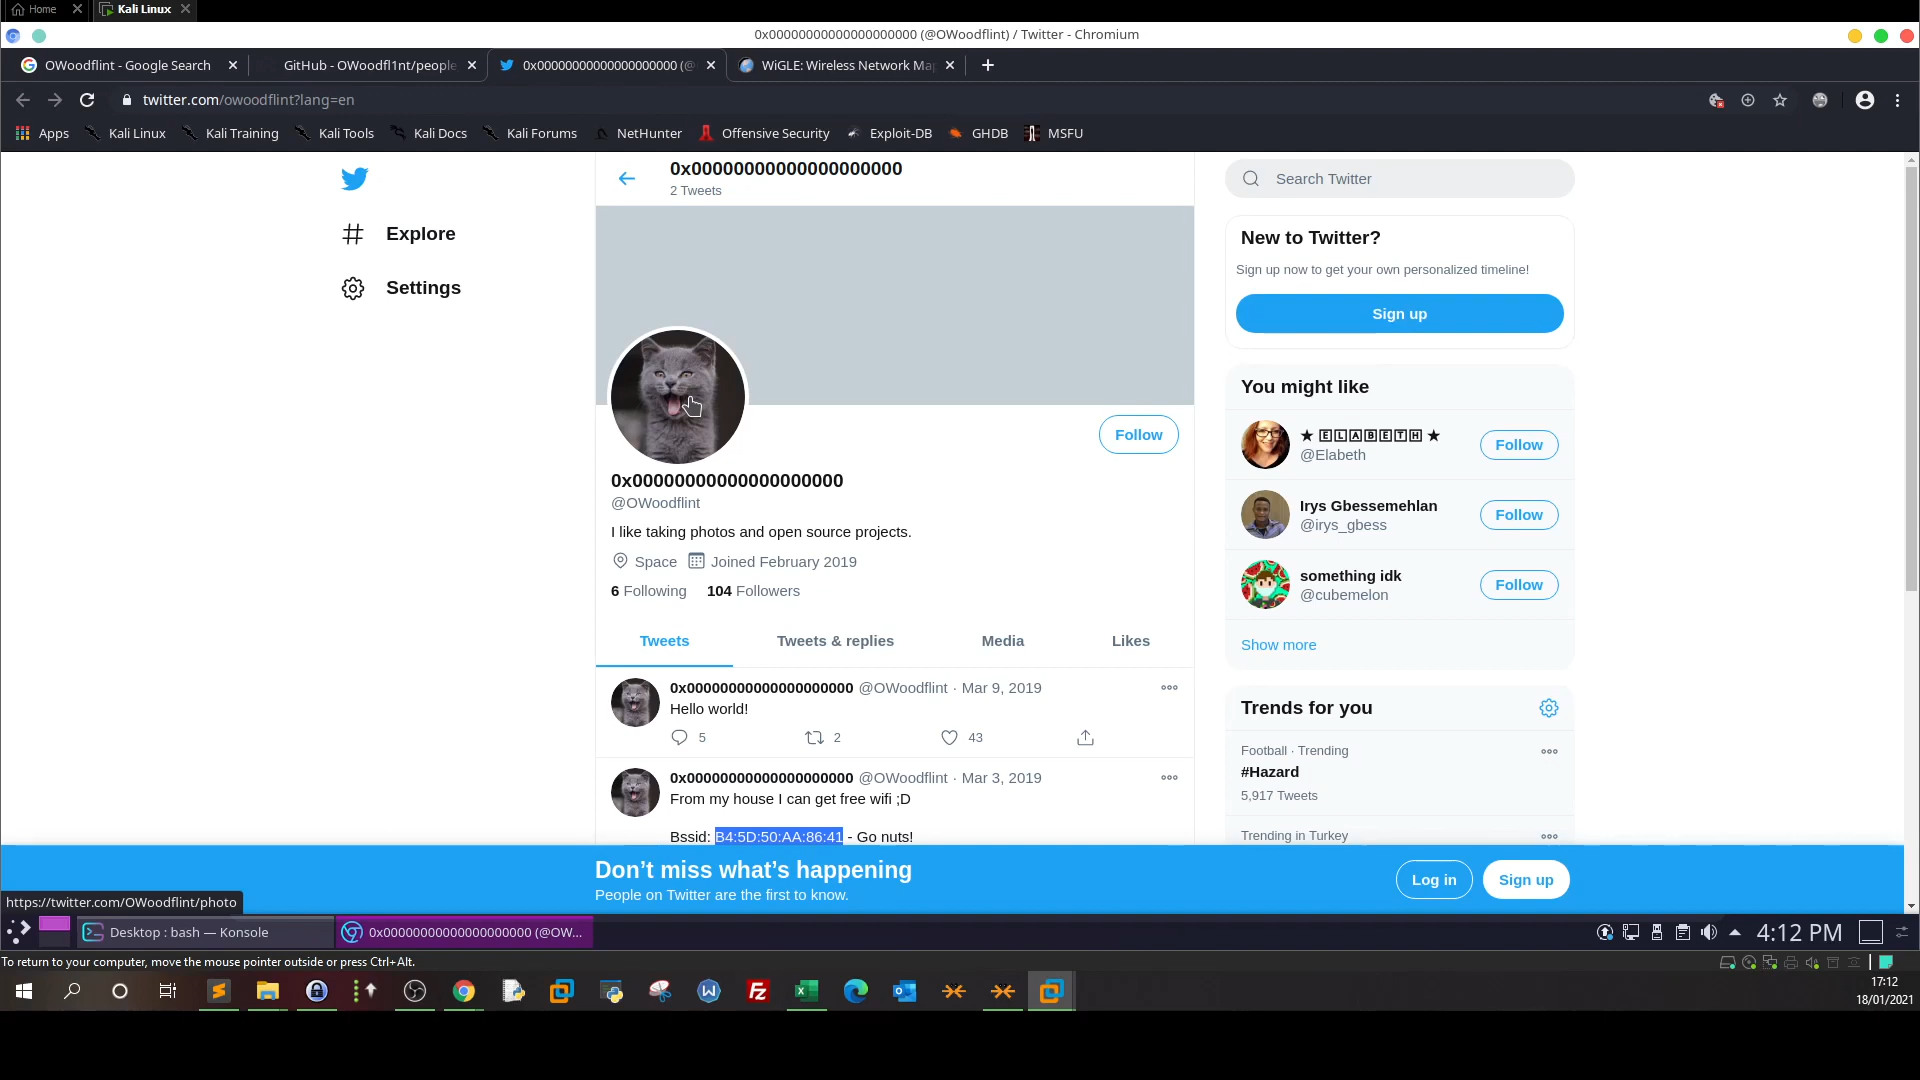 Home
Kali Linux
0x00000000000000000000 (@OWoodflint) / Twitter - Chromium
OWoodflint - Google Search
GitHub - OWoodfl1nt/people
0x00000000000000000000 (@
WiGLE: Wireless Network Ma
twitter.com/owoodflint?lang=en
Apps Kali Linux Kali Training Kali Tools Kali Docs Kali Forums NetHunter Offensive Security Exploit-DB GHDB MSFU
Explore
Settings
0x00000000000000000000
2 Tweets
Follow
0x00000000000000000000
@OWoodflint
I like taking photos and open source projects.
Space Joined February 2019
6 Following 104 Followers
Tweets Tweets & replies Media Likes
0x00000000000000000000 @OWoodflint · Mar 9, 2019
Hello world!
5 2 43
0x00000000000000000000 @OWoodflint · Mar 3, 2019
From my house I can get free wifi ;D
Bssid: B4:5D:50:AA:86:41 - Go nuts!
Search Twitter
New to Twitter?
Sign up now to get your own personalized timeline!
Sign up
You might like
★ 🄴🄻🄰🄱🄴🅃🄷 ★
@Elabeth
Follow
Irys Gbessemehlan
@irys_gbess
Follow
something idk
@cubemelon
Follow
Show more
Trends for you
Football · Trending
#Hazard
5,917 Tweets
Trending in Turkey
Don’t miss what’s happening
People on Twitter are the first to know.
Log in
Sign up
https://twitter.com/OWoodflint/photo
Desktop : bash — Konsole
0x00000000000000000000 (@OW...
4:12 PM
To return to your computer, move the mouse pointer outside or press Ctrl+Alt.
17:12
18/01/2021